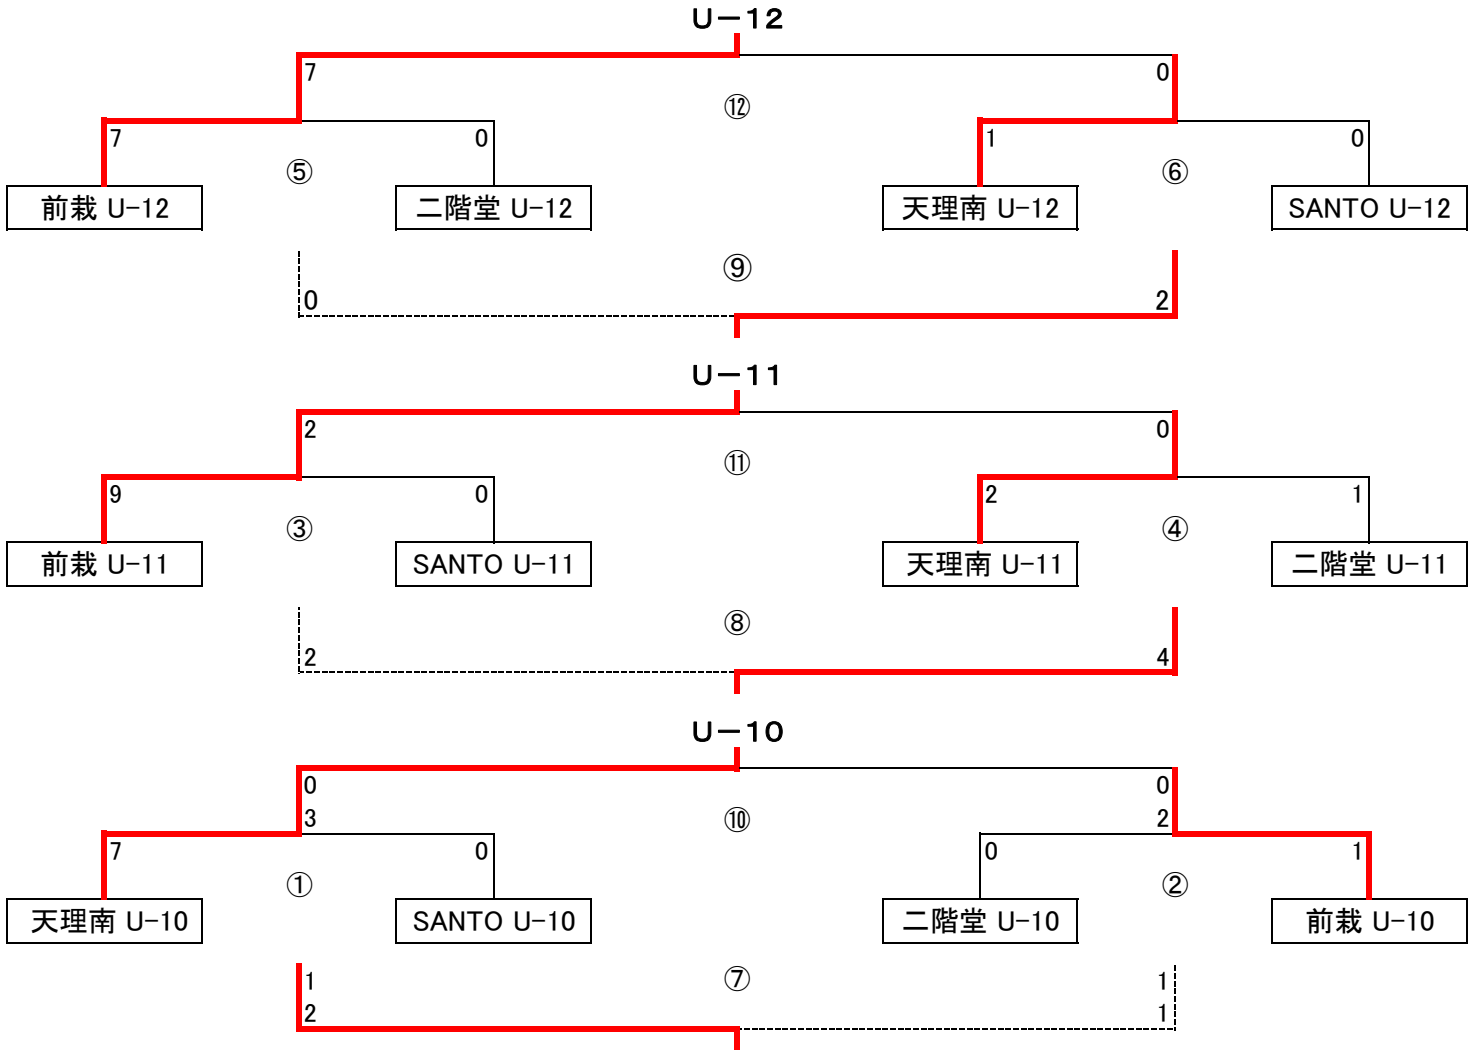 U-12
7 0
⑫
7 0 1 0
⑤ ⑥
前栽 U-12 二階堂 U-12 天理南 U-12 SANTO U-12
⑨
0 2
U-11
2 0
⑪
9 0 2 1
③ ④
前栽 U-11 SANTO U-11 天理南 U-11 二階堂 U-11
⑧
2 4
U-10
0 0
3 ⑩ 2
7 0 0 1
① ②
天理南 U-10 SANTO U-10 二階堂 U-10 前栽 U-10
1 ⑦ 1
2 1